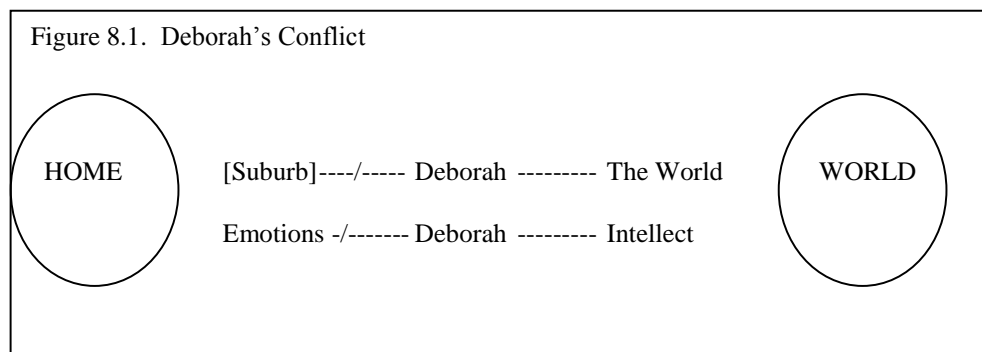 Figure 8.1.  Deborah’s Conflict
HOME [Suburb]----/----- Deborah --------- The World WORLD
Emotions -/------- Deborah --------- Intellect